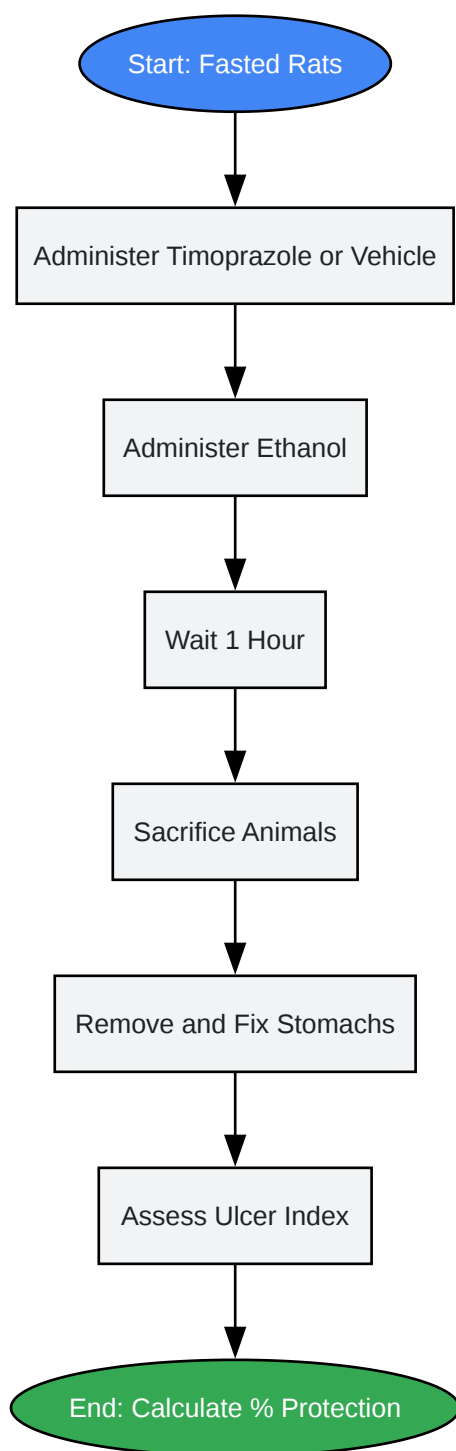 Start: Fasted Rats
Administer Timoprazole or Vehicle
Administer Ethanol
Wait 1 Hour
Sacrifice Animals
Remove and Fix Stomachs
Assess Ulcer Index
End: Calculate % Protection